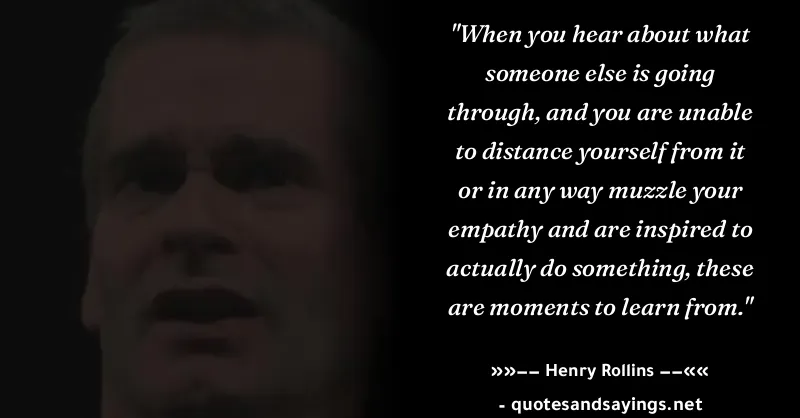 "When you hear about what
someone else is going
through, and you are unable
to distance yourself from it
or in any way muzzle your
empathy and are inspired to
actually do something, these
are moments to learn from."
»»—— Henry Rollins ——««
- quotesandsayings.net